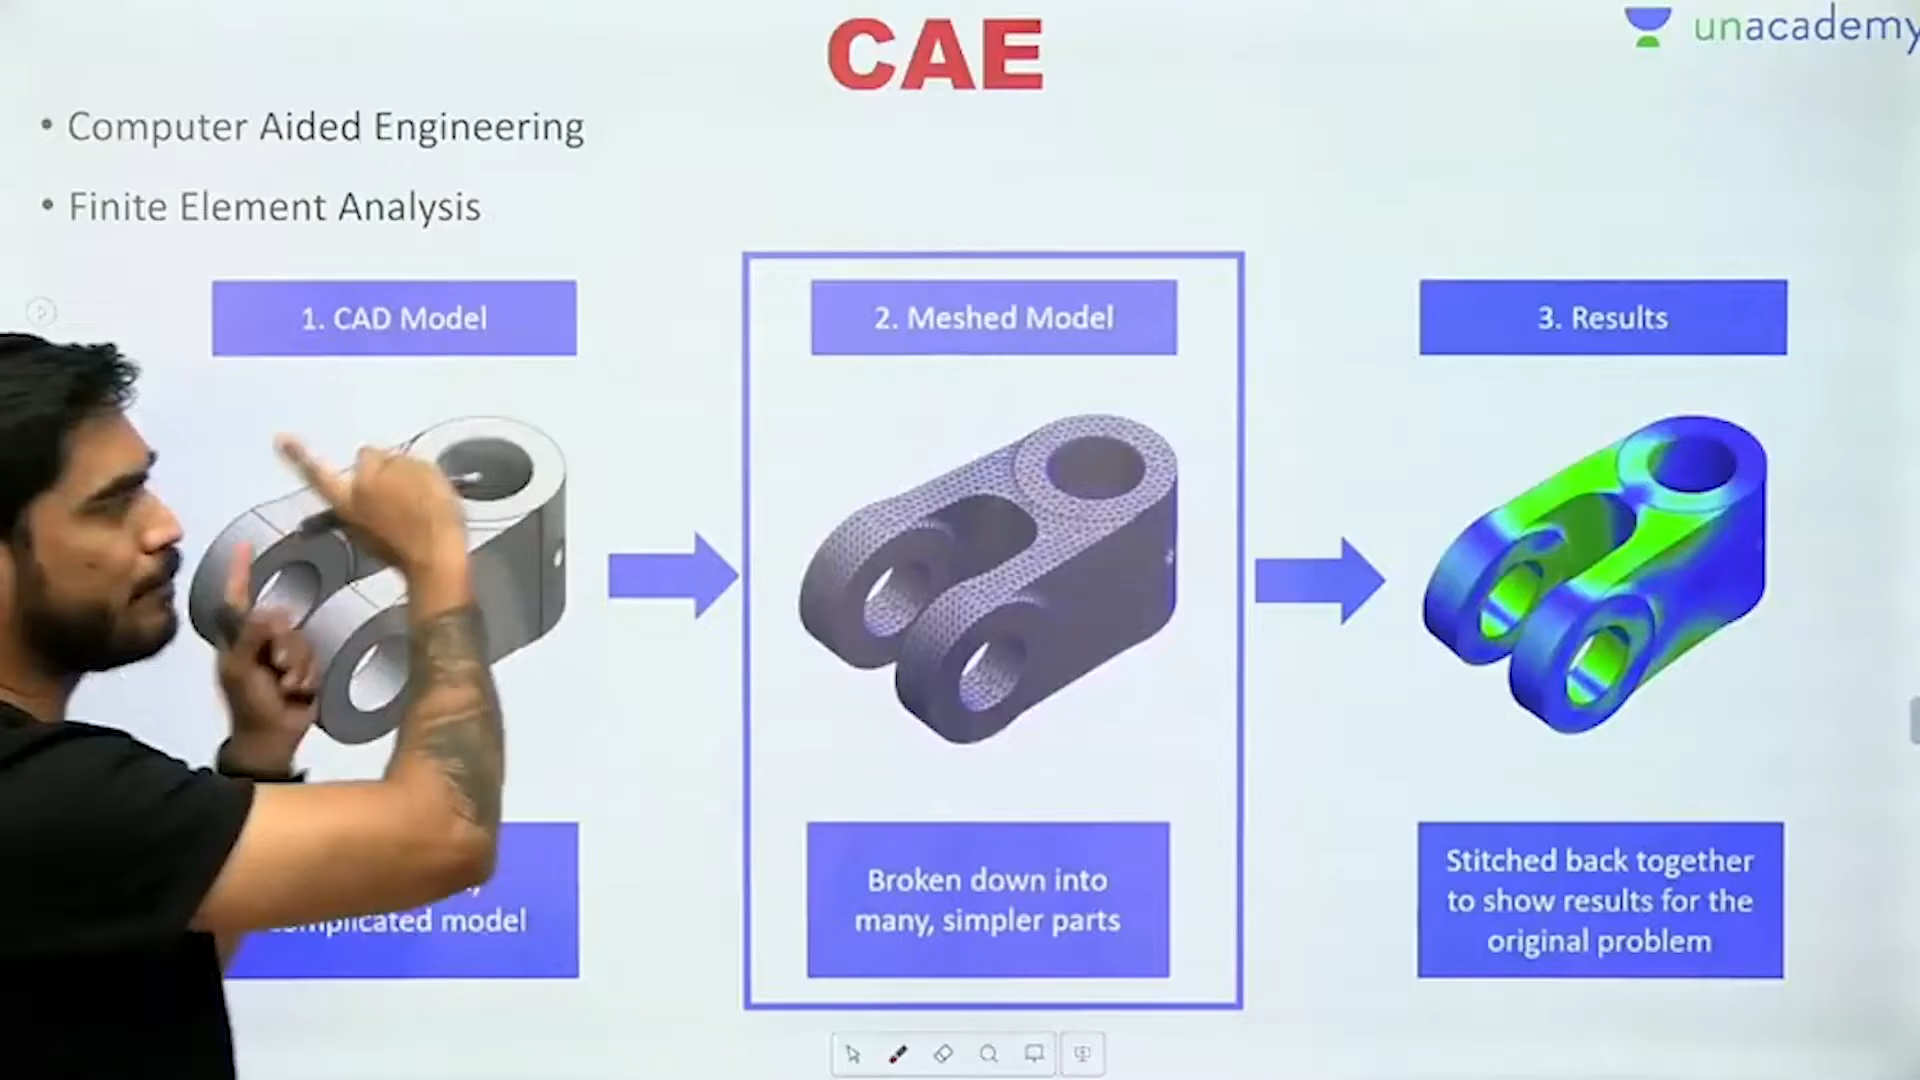 CAE
unacademy
• Computer Aided Engineering
• Finite Element Analysis
1. CAD Model
2. Meshed Model
3. Results
model
Broken down into
many, simpler parts
Stitched back together
to show results for the
original problem